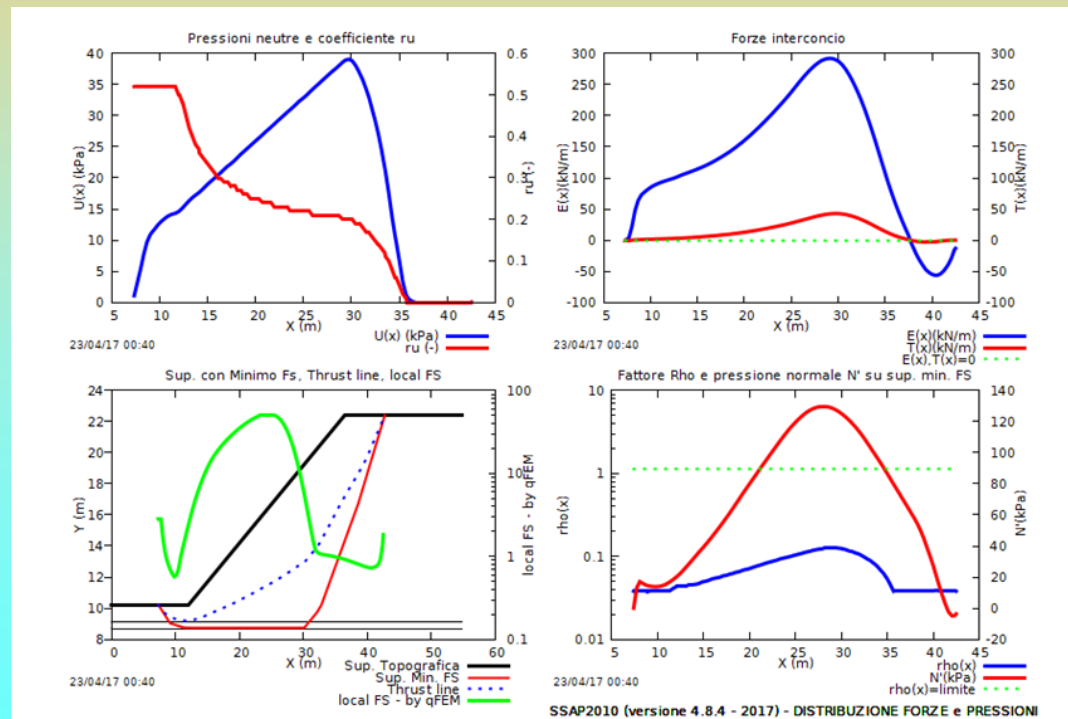 Pressioni neutre e coefficiente ru
40
35
30
25
20
15
10
5
0
0.6
0.5
0.4
0.3
0.2
0.1
0
U(x) (kPa)
ru (-)
5 10 15 20 25 30 35 40 45
X (m)
U(x) (kPa)
ru (-)
23/04/17 00:40
Forze interconcio
300
250
200
150
100
50
0
-50
-100
300
250
200
150
100
50
0
-50
-100
E(x)(kN/m)
T(x)(kN/m)
5 10 15 20 25 30 35 40 45
X (m)
E(x)(kN/m)
T(x)(kN/m)
E(x),T(x)=0
23/04/17 00:40
Sup. con Minimo Fs, Thrust line, local FS
24
22
20
18
16
14
12
10
8
100
10
1
0.1
Y (m)
local FS - by qFEM
0 10 20 30 40 50 60
X (m)
Sup. Topografica
Sup. Min. FS
Thrust line
local FS - by qFEM
23/04/17 00:40
Fattore Rho e pressione normale N' su sup. min. FS
10
1
0.1
0.01
140
120
100
80
60
40
20
0
-20
rho(x)
N'(kPa)
5 10 15 20 25 30 35 40 45
X (m)
rho(x)
N'(kPa)
rho(x)=limite
23/04/17 00:40
SSAP2010 (versione 4.8.4 - 2017) - DISTRIBUZIONE FORZE e PRESSIONI